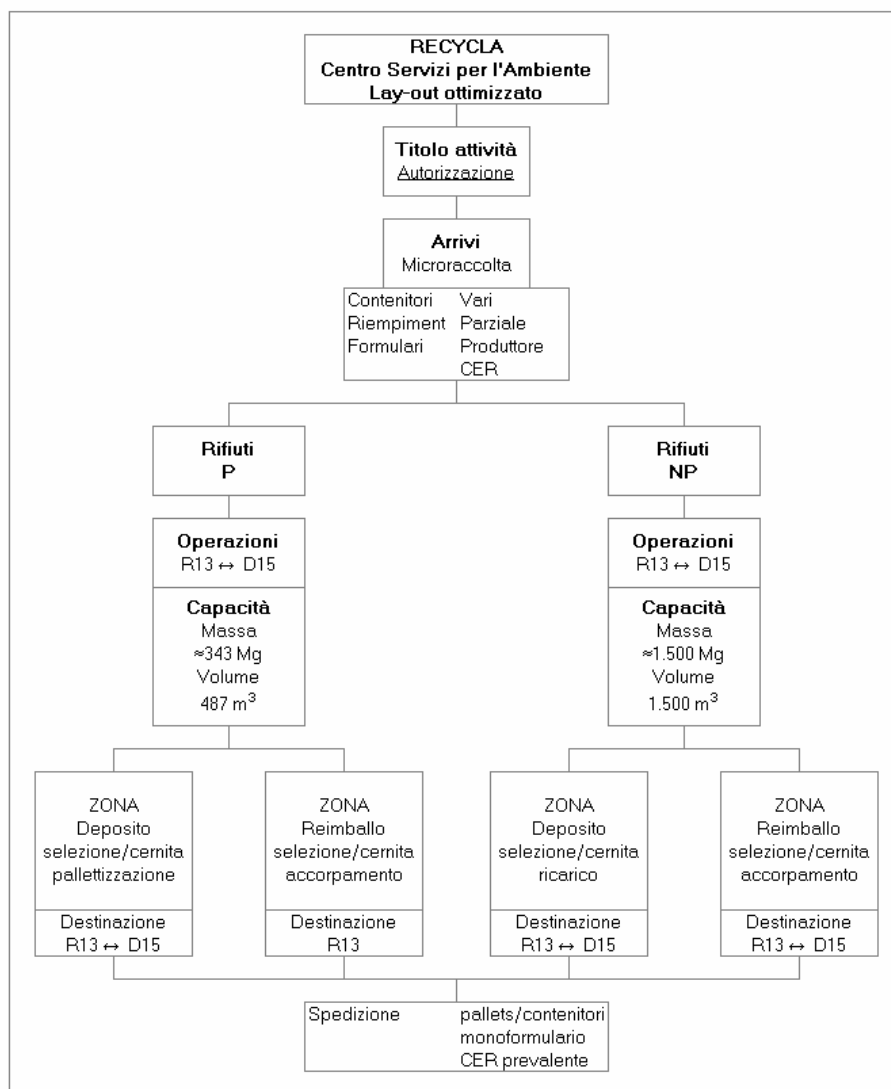 RECYCLA
Centro Servizi per l'Ambiente
Lay-out ottimizzato
Titolo attività
Autorizzazione
Arrivi
Microraccolta
Contenitori Vari
Riempiment Parziale
Formulari Produttore
CER
Rifiuti
P
Rifiuti
NP
Operazioni
R13 ↔ D15
Capacità
Massa
≈343 Mg
Volume
487 m³
Operazioni
R13 ↔ D15
Capacità
Massa
≈1.500 Mg
Volume
1.500 m³
ZONA
Deposito
selezione/cernita
pallettizzazione
Destinazione
R13 ↔ D15
ZONA
Reimballo
selezione/cernita
accorpamento
Destinazione
R13
ZONA
Deposito
selezione/cernita
ricarico
Destinazione
R13 ↔ D15
ZONA
Reimballo
selezione/cernita
accorpamento
Destinazione
R13 ↔ D15
Spedizione pallets/contenitori
monoformulario
CER prevalente